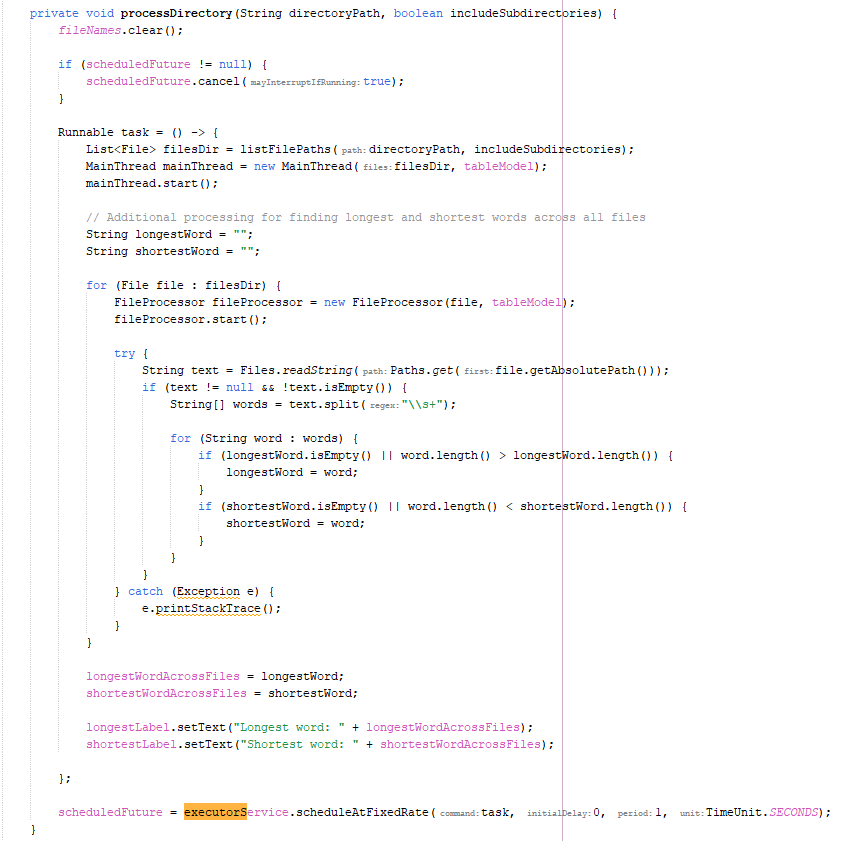 private void processDirectory(String directoryPath, boolean includeSubdirectories) {
    fileNames.clear();

    if (scheduledFuture != null) {
        scheduledFuture.cancel( mayInterruptIfRunning: true);
    }

    Runnable task = () -> {
        List<File> filesDir = listFilePaths( path: directoryPath, includeSubdirectories);
        MainThread mainThread = new MainThread( files: filesDir, tableModel);
        mainThread.start();

        // Additional processing for finding longest and shortest words across all files
        String longestWord = "";
        String shortestWord = "";

        for (File file : filesDir) {
            FileProcessor fileProcessor = new FileProcessor(file, tableModel);
            fileProcessor.start();

            try {
                String text = Files.readString( path: Paths.get( first: file.getAbsolutePath()));
                if (text != null && !text.isEmpty()) {
                    String[] words = text.split( regex: "\\s+");

                    for (String word : words) {
                        if (longestWord.isEmpty() || word.length() > longestWord.length()) {
                            longestWord = word;
                        }
                        if (shortestWord.isEmpty() || word.length() < shortestWord.length()) {
                            shortestWord = word;
                        }
                    }
                }
            } catch (Exception e) {
                e.printStackTrace();
            }
        }

        longestWordAcrossFiles = longestWord;
        shortestWordAcrossFiles = shortestWord;

        longestLabel.setText("Longest word: " + longestWordAcrossFiles);
        shortestLabel.setText("Shortest word: " + shortestWordAcrossFiles);

    };

    scheduledFuture = executorService.scheduleAtFixedRate( command: task, initialDelay: 0, period: 1, unit: TimeUnit.SECONDS);
}